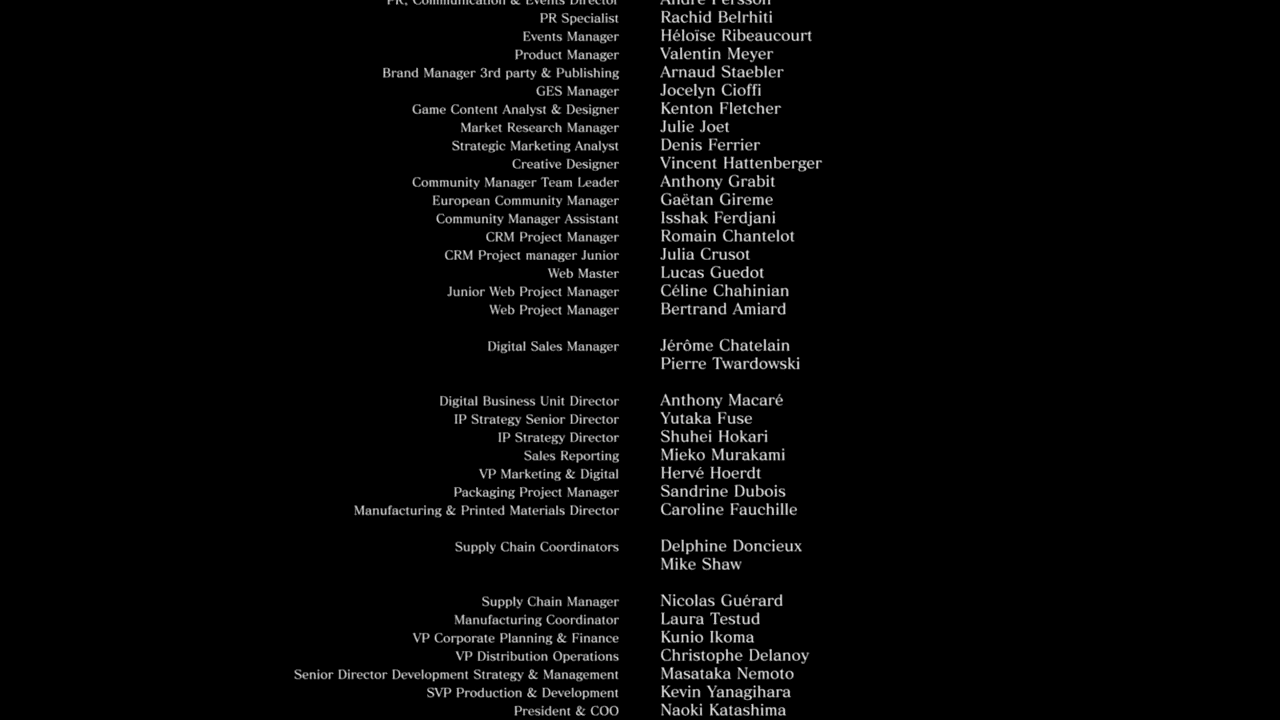 PR, Communication & Events Director André Persson
PR Specialist Rachid Belrhiti
Events Manager Héloïse Ribeaucourt
Product Manager Valentin Meyer
Brand Manager 3rd party & Publishing Arnaud Staebler
GES Manager Jocelyn Cioffi
Game Content Analyst & Designer Kenton Fletcher
Market Research Manager Julie Joet
Strategic Marketing Analyst Denis Ferrier
Creative Designer Vincent Hattenberger
Community Manager Team Leader Anthony Grabit
European Community Manager Gaëtan Gireme
Community Manager Assistant Isshak Ferdjani
CRM Project Manager Romain Chantelot
CRM Project manager Junior Julia Crusot
Web Master Lucas Guedot
Junior Web Project Manager Céline Chahinian
Web Project Manager Bertrand Amiard
Digital Sales Manager Jérôme Chatelain
Pierre Twardowski
Digital Business Unit Director Anthony Macaré
IP Strategy Senior Director Yutaka Fuse
IP Strategy Director Shuhei Hokari
Sales Reporting Mieko Murakami
VP Marketing & Digital Hervé Hoerdt
Packaging Project Manager Sandrine Dubois
Manufacturing & Printed Materials Director Caroline Fauchille
Supply Chain Coordinators Delphine Doncieux
Mike Shaw
Supply Chain Manager Nicolas Guérard
Manufacturing Coordinator Laura Testud
VP Corporate Planning & Finance Kunio Ikoma
VP Distribution Operations Christophe Delanoy
Senior Director Development Strategy & Management Masataka Nemoto
SVP Production & Development Kevin Yanagihara
President & COO Naoki Katashima